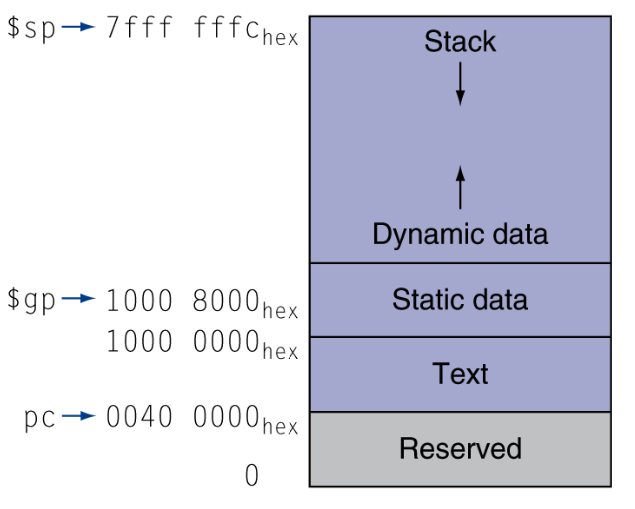 $sp 7fff fffc hex Stack
Dynamic data
$gp 1000 8000 hex Static data
1000 0000 hex
Text
pc 0040 0000 hex
Reserved
0